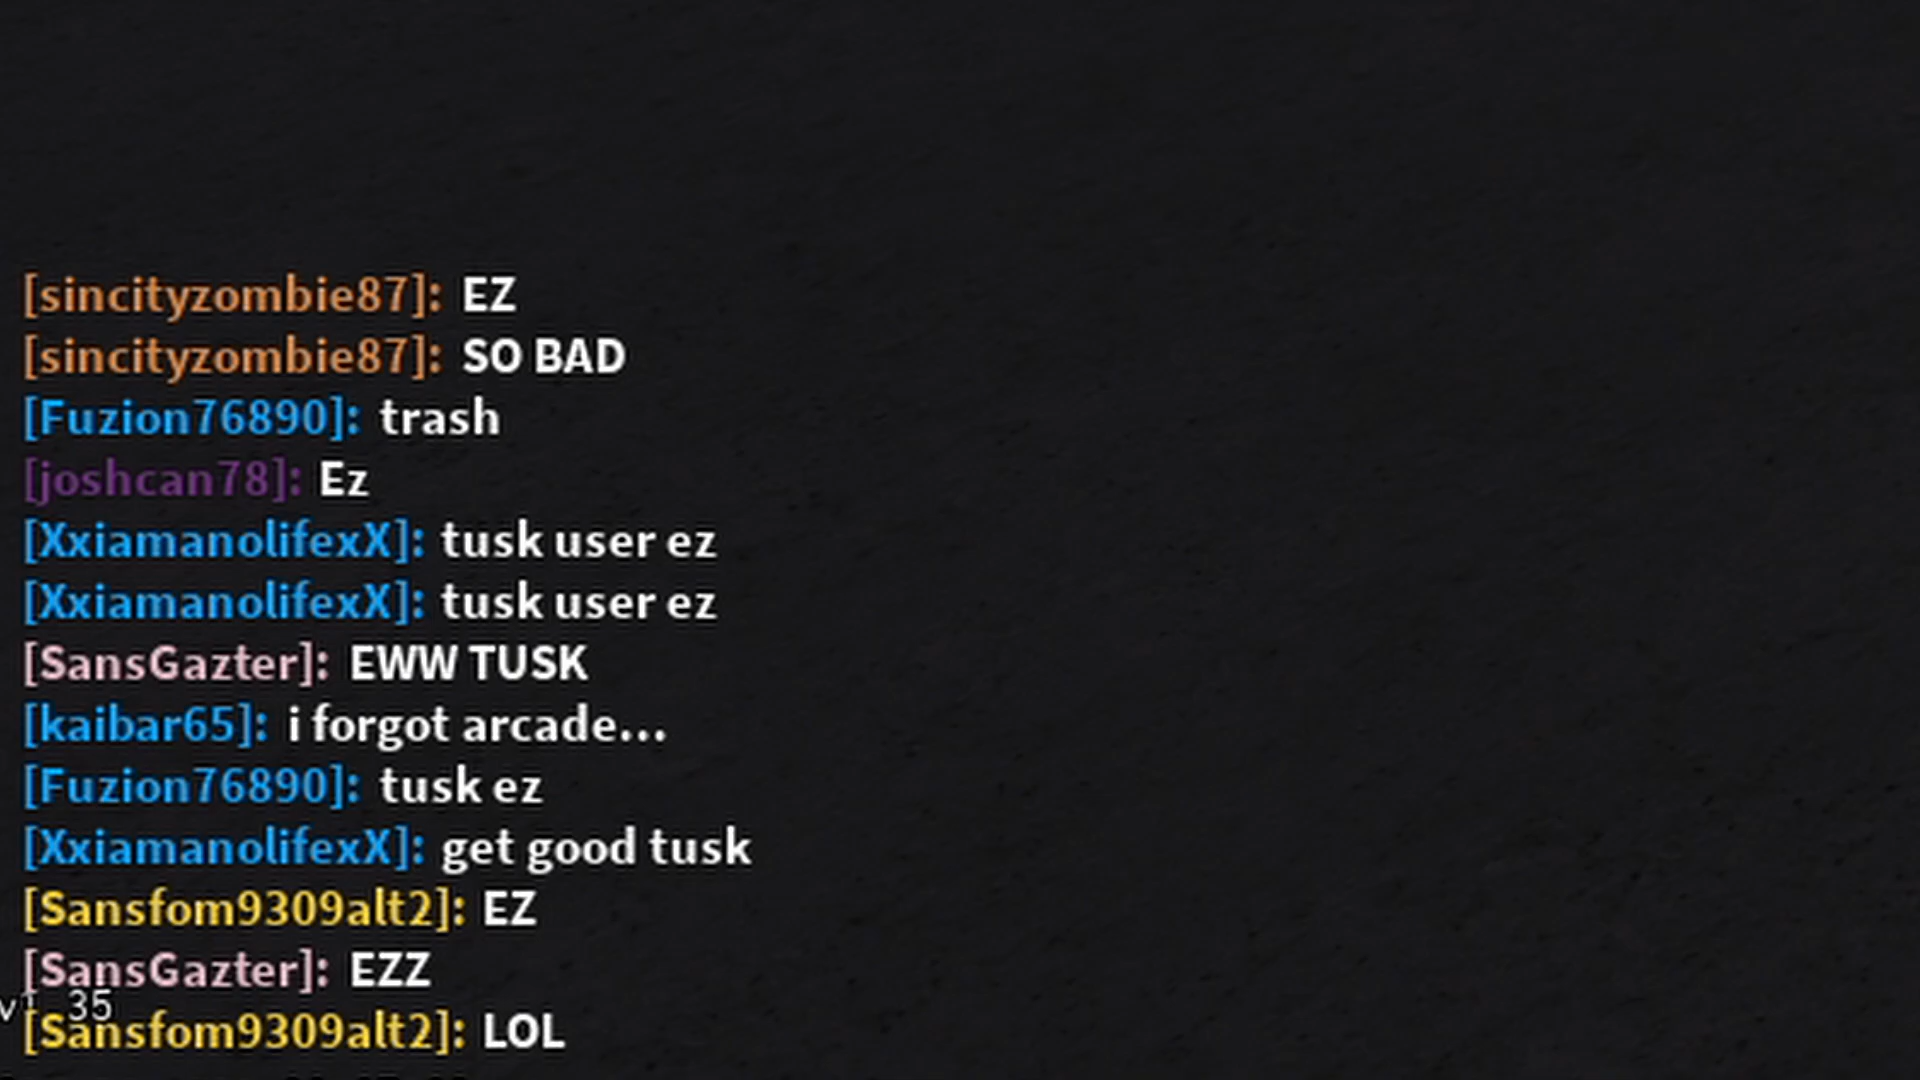 [sincityzombie87]: EZ
[sincityzombie87]: SO BAD
[Fuzion76890]: trash
[joshcan78]: Ez
[XxiamanolifexX]: tusk user ez
[XxiamanolifexX]: tusk user ez
[SansGazter]: EWW TUSK
[kaibar65]: i forgot arcade...
[Fuzion76890]: tusk ez
[XxiamanolifexX]: get good tusk
[Sansfom9309alt2]: EZ
[SansGazter]: EZZ
35
[Sansfom9309alt2]: LOL